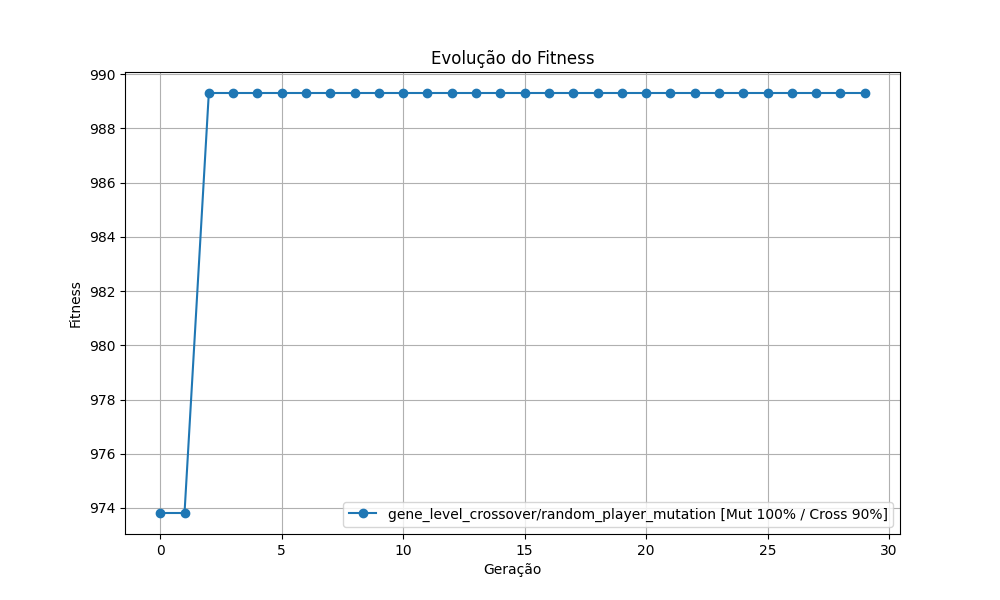 Evolução do Fitness
990
988
986
984
982
980
978
976
974
Fitness
0 5 10 15 20 25 30
Geração
gene_level_crossover/random_player_mutation [Mut 100% / Cross 90%]